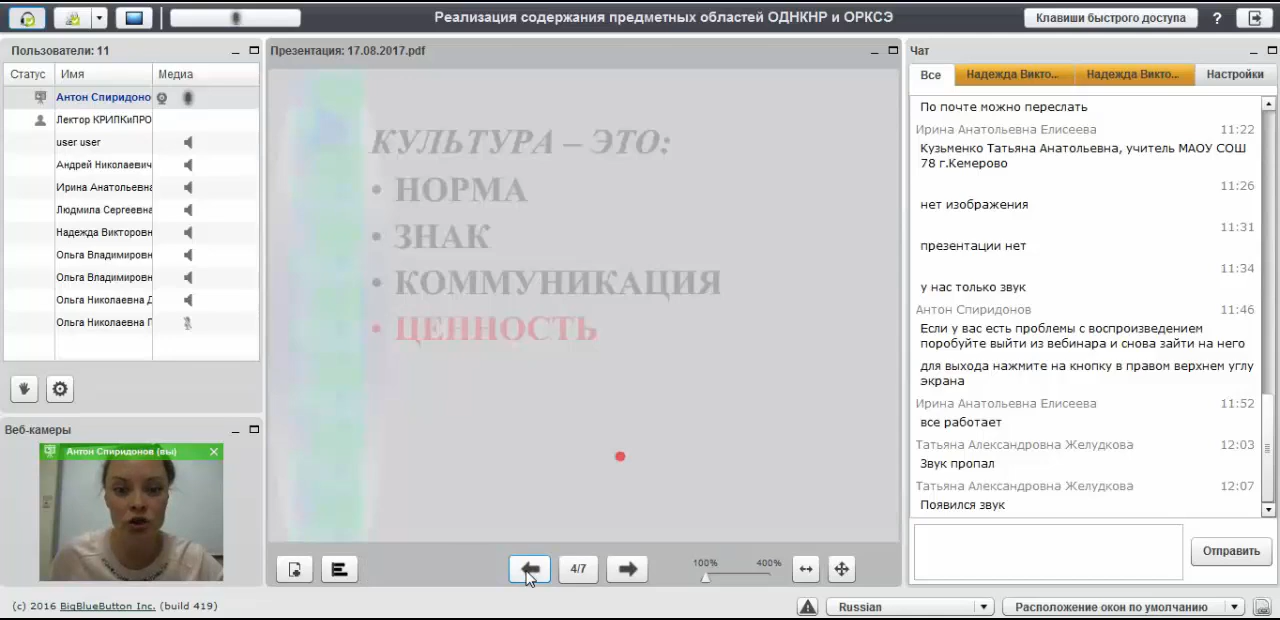 Реализация содержания предметных областей ОДНКНР и ОРКСЭ
Клавиши быстрого доступа
?
Пользователи: 11
Статус Имя Медиа
Антон Спиридоно
Лектор КРИПКиПРО
user user
Андрей Николаевич
Ирина Анатольевна
Людмила Сергеевна
Надежда Викторовн
Ольга Владимировн
Ольга Владимировн
Ольга Николаевна Д
Ольга Николаевна Г
Веб-камеры
Антон Спиридонов (вы)
Презентация: 17.08.2017.pdf
КУЛЬТУРА – ЭТО:
• НОРМА
• ЗНАК
• КОММУНИКАЦИЯ
• ЦЕННОСТЬ
4/7
100% 400%
Чат
Все Надежда Викто... Надежда Викто... Настройки
По почте можно переслать
Ирина Анатольевна Елисеева 11:22
Кузьменко Татьяна Анатольевна, учитель МАОУ СОШ
78 г.Кемерово
11:26
нет изображения
11:31
презентации нет
11:34
у нас только звук
Антон Спиридонов 11:46
Если у вас есть проблемы с воспроизведением
поробуйте выйти из вебинара и снова зайти на него
для выхода нажмите на кнопку в правом верхнем углу
экрана
Ирина Анатольевна Елисеева 11:52
все работает
Татьяна Александровна Желудкова 12:03
Звук пропал
Татьяна Александровна Желудкова 12:07
Появился звук
Отправить
(c) 2016 BigBlueButton Inc. (build 419)
Russian
Расположение окон по умолчанию